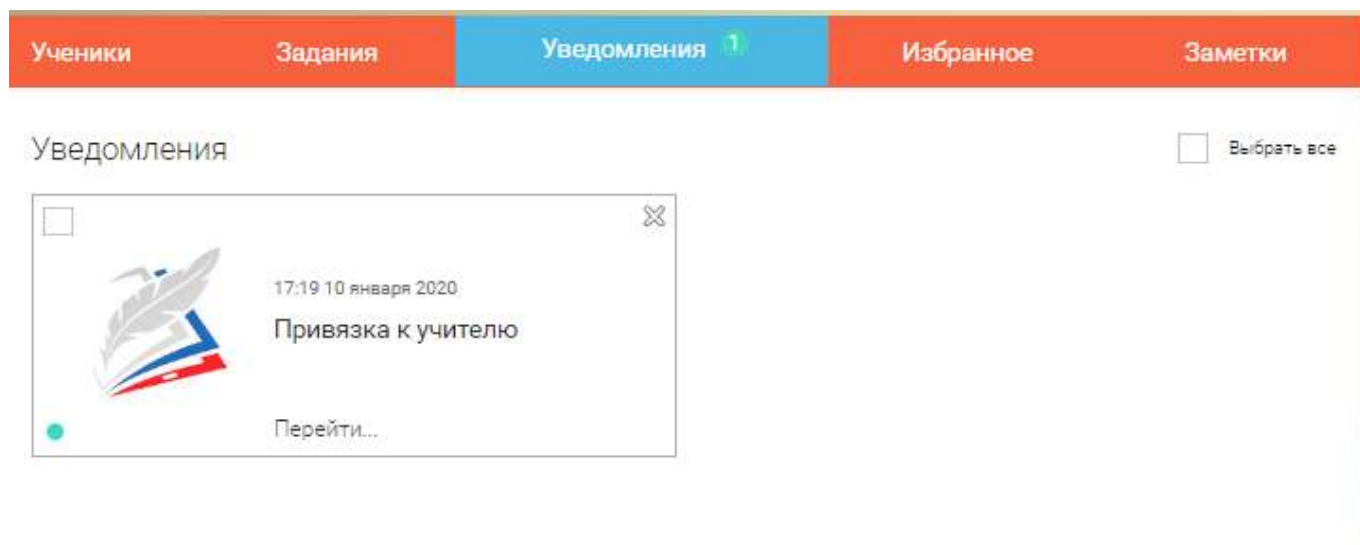 Ученики Задания Уведомления 1 Избранное Заметки
Уведомления Выбрать все
17:19 10 января 2020
Привязка к учителю
Перейти...